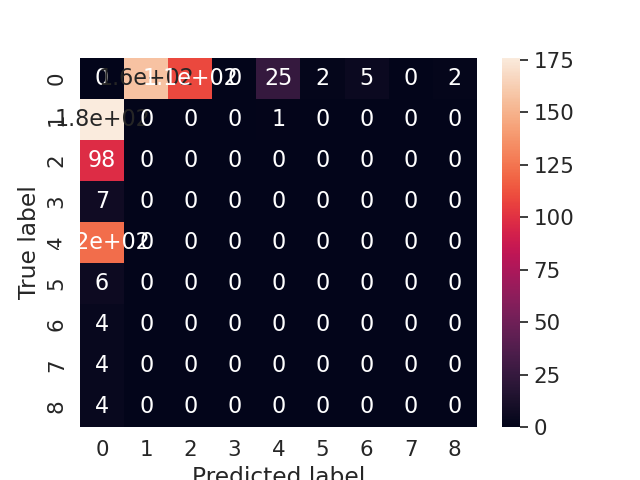 0 0 1.6e+02 1.1e+02 0 25 2 5 0 2
1 1.8e+02 0 0 0 1 0 0 0 0
2 98 0 0 0 0 0 0 0 0
3 7 0 0 0 0 0 0 0 0
4 0 0 0 0 0 0 0 0
5 6 0 0 0 0 0 0 0 0
6 4 0 0 0 0 0 0 0 0
7 4 0 0 0 0 0 0 0 0
8 4 0 0 0 0 0 0 0 0
0 1 2 3 4 5 6 7 8
True label
Predicted label
175
150
125
100
75
50
25
0